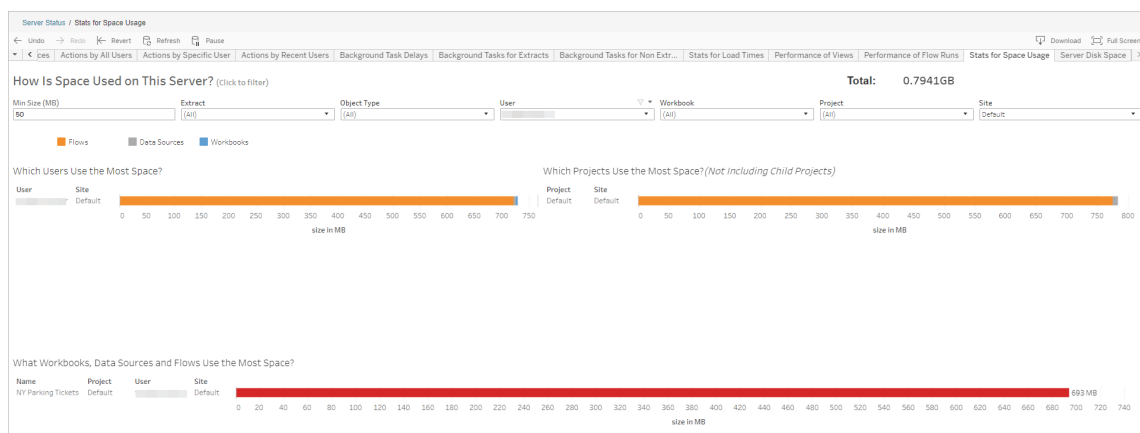 Server Status / Stats for Space Usage
Undo Redo Revert Refresh Pause Download Full Screen
ces Actions by All Users Actions by Specific User Actions by Recent Users Background Task Delays Background Tasks for Extracts Background Tasks for Non Extr... Stats for Load Times Performance of Views Performance of Flow Runs Stats for Space Usage Server Disk Space
How Is Space Used on This Server? (Click to filter) Total: 0.7941GB
Min Size (MB) Extract Object Type User Workbook Project Site
50 (All) (All) (All) (All) Default
Flows Data Sources Workbooks
Which Users Use the Most Space? Which Projects Use the Most Space? (Not Including Child Projects)
User Site Project Site
Default Default Default
0 50 100 150 200 250 300 350 400 450 500 550 600 650 700 750 0 50 100 150 200 250 300 350 400 450 500 550 600 650 700 750 800
size in MB size in MB
What Workbooks, Data Sources and Flows Use the Most Space?
Name Project User Site
NY Parking Tickets Default Default 693 MB
0 20 40 60 80 100 120 140 160 180 200 220 240 260 280 300 320 340 360 380 400 420 440 460 480 500 520 540 560 580 600 620 640 660 680 700 720 740
size in MB